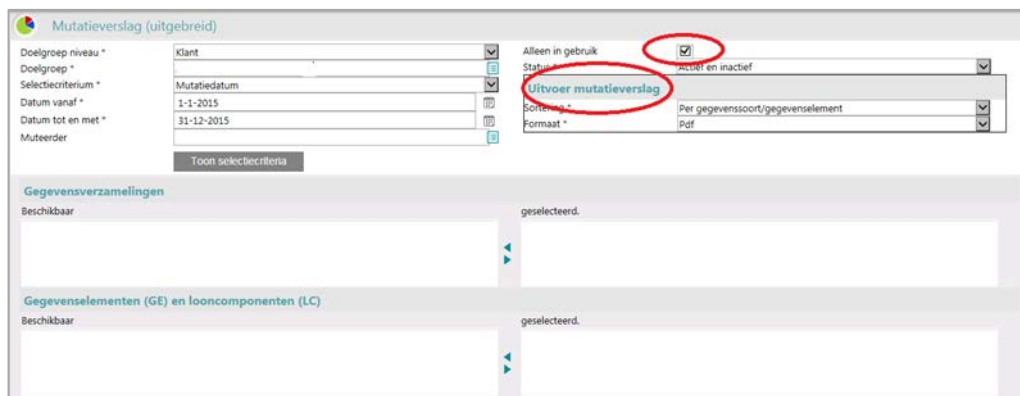 Mutatieverslag (uitgebreid)
Doelgroep niveau * Klant
Doelgroep *
Selectiecriterium * Mutatiedatum
Datum vanaf * 1-1-2015
Datum tot en met * 31-12-2015
Muteerder
Toon selectiecriteria
Alleen in gebruik
Status * Actief en inactief
Uitvoer mutatieverslag
Sortering * Per gegevenssoort/gegevenselement
Formaat * Pdf
Gegevensverzamelingen
Beschikbaar geselecteerd.
Gegevenselementen (GE) en looncomponenten (LC)
Beschikbaar geselecteerd.